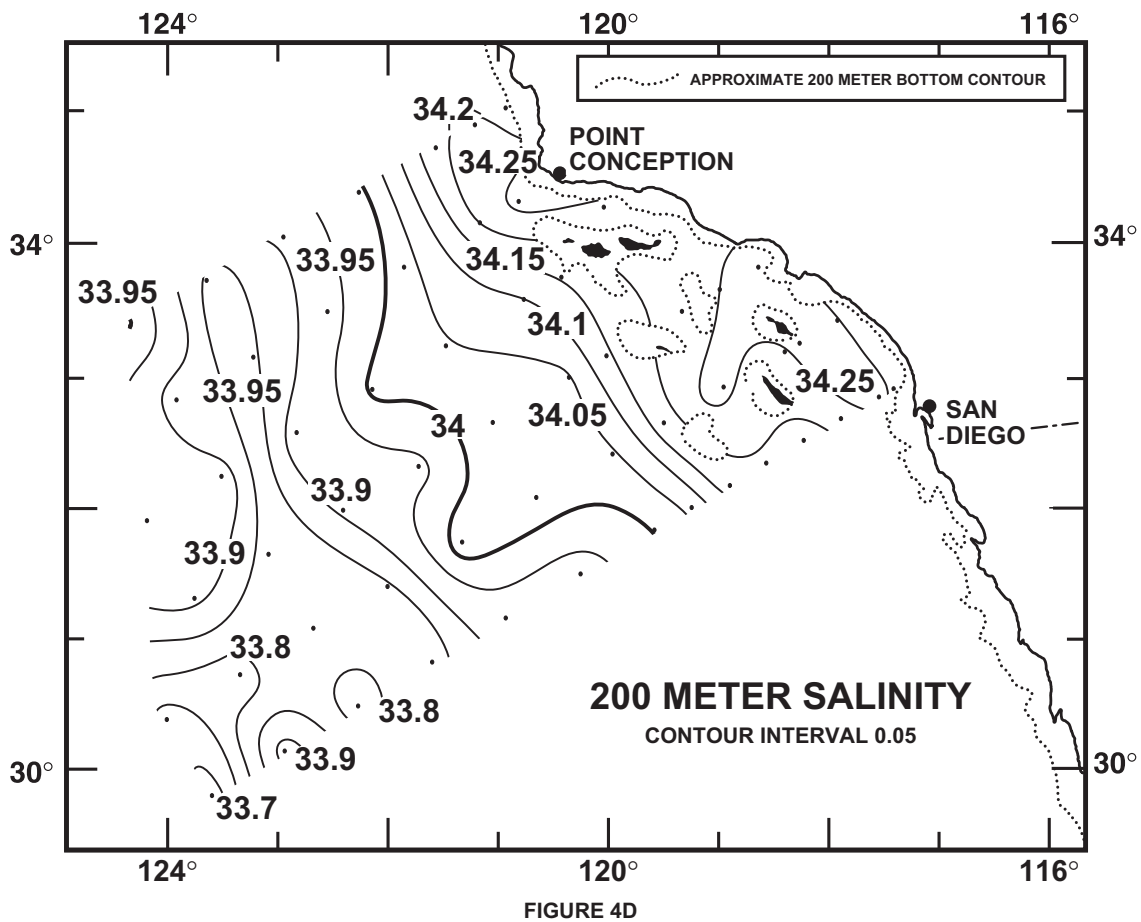 124° 120° 116°
APPROXIMATE 200 METER BOTTOM CONTOUR
34.2
POINT
CONCEPTION
34.25
34° 34°
33.95 34.15
33.95
34.1
33.95 34.25
34.05
34 SAN
DIEGO
33.9
33.9
33.8
200 METER SALINITY
33.8
CONTOUR INTERVAL 0.05
33.9
30° 30°
33.7
124° 120° 116°
FIGURE 4D